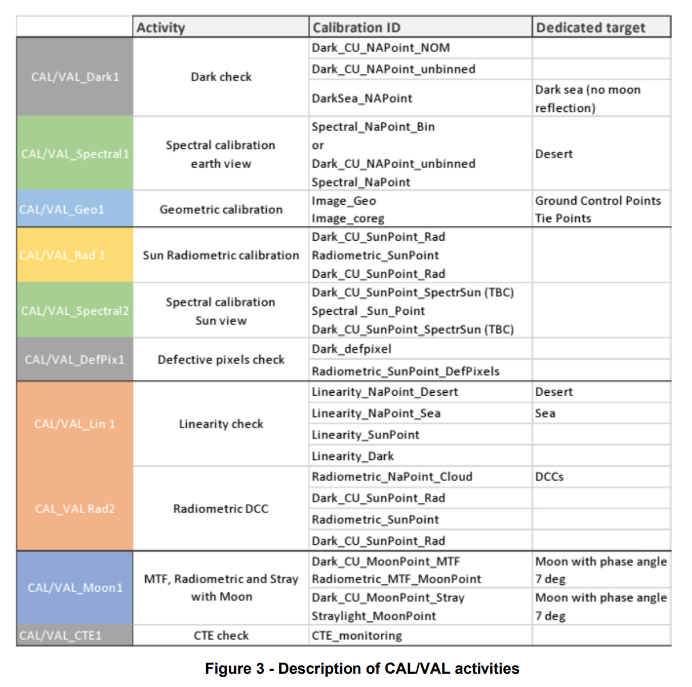 Activity Calibration ID Dedicated target
CAL/VAL_Dark1
Dark check
Dark_CU_NAPoint_NOM
Dark_CU_NAPoint_unbinned
DarkSea_NAPoint
Dark sea (no moon
reflection)
CAL/VAL_Spectral1
Spectral calibration
earth view
Spectral_NaPoint_Bin
or
Dark_CU_NAPoint_unbinned
Spectral_NaPoint
Desert
CAL/VAL_Geo1
Geometric calibration
Image_Geo
Image_coreg
Ground Control Points
Tie Points
CAL/VAL_Rad 1
Sun Radiometric calibration
Dark_CU_SunPoint_Rad
Radiometric_SunPoint
Dark_CU_SunPoint_Rad
CAL/VAL_Spectral2
Spectral calibration
Sun view
Dark_CU_SunPoint_SpectrSun (TBC)
Spectral _Sun_Point
Dark_CU_SunPoint_SpectrSun (TBC)
CAL/VAL_DefPix1
Defective pixels check
Dark_defpixel
Radiometric_SunPoint_DefPixels
CAL/VAL_Lin 1
Linearity check
Linearity_NaPoint_Desert
Desert
Linearity_NaPoint_Sea
Sea
Linearity_SunPoint
Linearity_Dark
CAL_VAL Rad2
Radiometric DCC
Radiometric_NaPoint_Cloud
DCCs
Dark_CU_SunPoint_Rad
Radiometric_SunPoint
Dark_CU_SunPoint_Rad
CAL/VAL_Moon1
MTF, Radiometric and Stray
with Moon
Dark_CU_MoonPoint_MTF
Radiometric_MTF_MoonPoint
Moon with phase angle
7 deg
Dark_CU_MoonPoint_Stray
Straylight_MoonPoint
Moon with phase angle
7 deg
CAL/VAL_CTE1
CTE check
CTE_monitoring
Figure 3 - Description of CAL/VAL activities